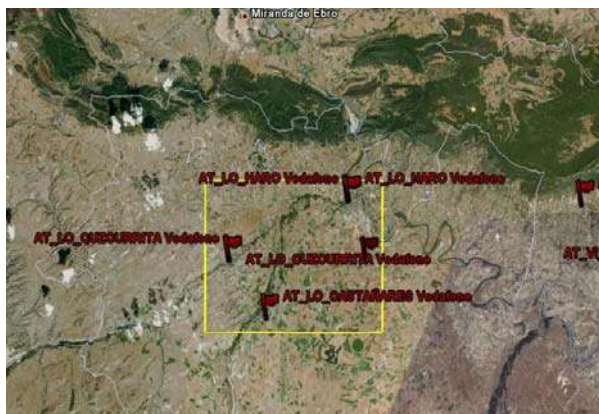 Miranda de Ebro
AT_LO_HARO Vodafone
AT_LO_HARO Vodafone
AT_LO_CUZCURRITA Vodafone
AT_LO_CUZCURRITA Vodafone
AT_LO_CASTAÑARES Vodafone